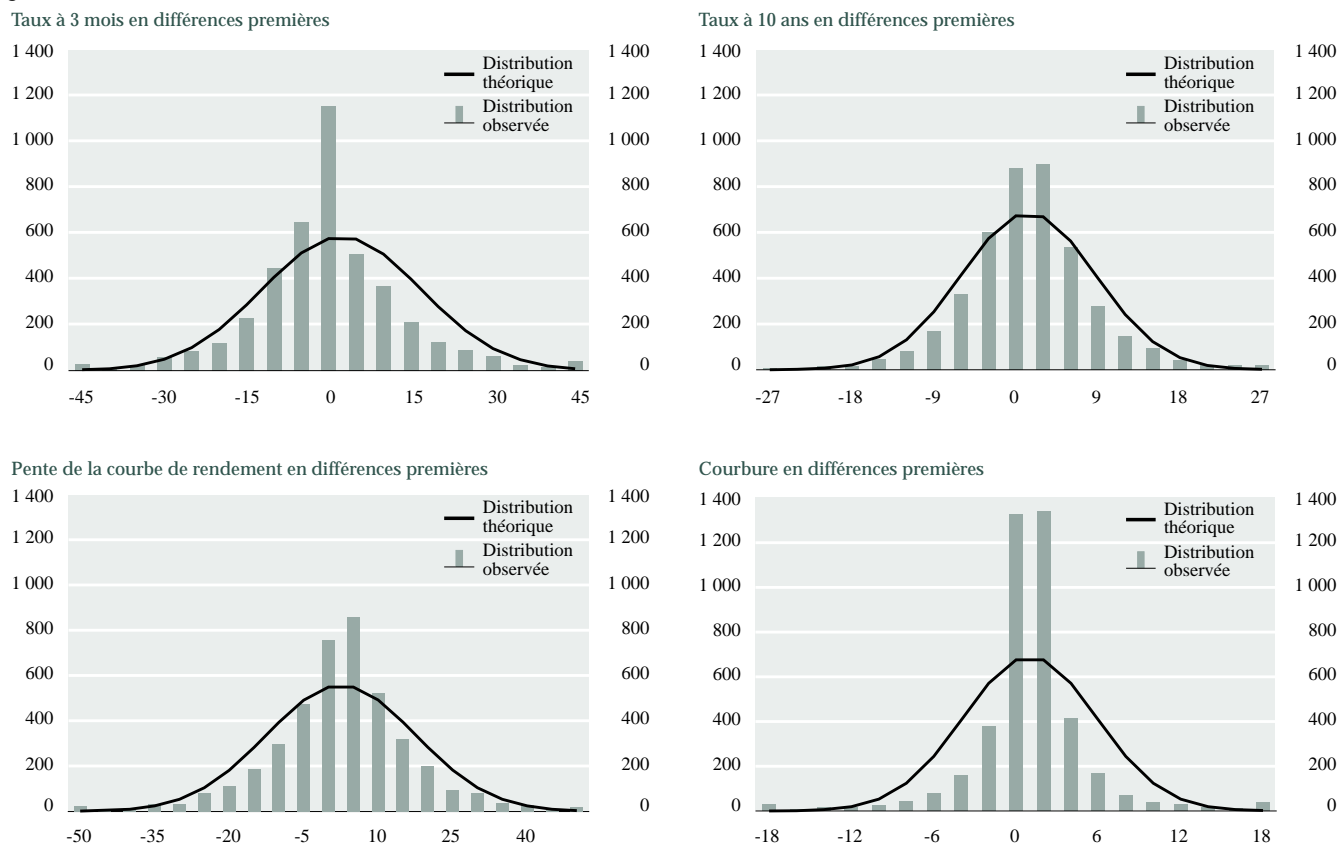 Taux à 3 mois en différences premières
1 400 1 400
Distribution
théorique
1 200 1 200
Distribution
observée
1 000 1 000
800 800
600 600
400 400
200 200
0 0
-45 -30 -15 0 15 30 45
Taux à 10 ans en différences premières
1 400 1 400
Distribution
théorique
1 200 1 200
Distribution
observée
1 000 1 000
800 800
600 600
400 400
200 200
0 0
-27 -18 -9 0 9 18 27
Pente de la courbe de rendement en différences premières
1 400 1 400
Distribution
théorique
1 200 1 200
Distribution
observée
1 000 1 000
800 800
600 600
400 400
200 200
0 0
-50 -35 -20 -5 10 25 40
Courbure en différences premières
1 400 1 400
Distribution
théorique
1 200 1 200
Distribution
observée
1 000 1 000
800 800
600 600
400 400
200 200
0 0
-18 -12 -6 0 6 12 18